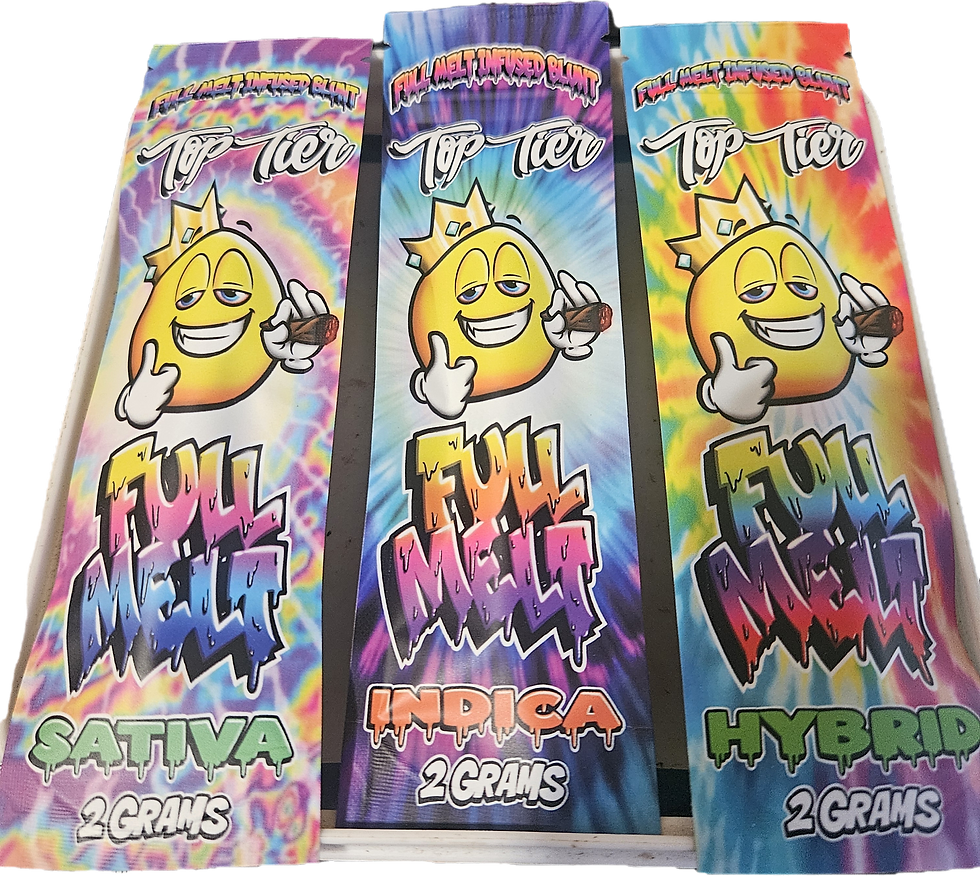 FULL MELT INFUSED BLUNT
Top Tier
FULL
MELT
SATIVA
2 GRAMS
FULL MELT INFUSED BLUNT
Top Tier
FULL
MELT
INDICA
2 GRAMS
FULL MELT INFUSED BLUNT
Top Tier
FULL
MELT
HYBRID
2 GRAMS